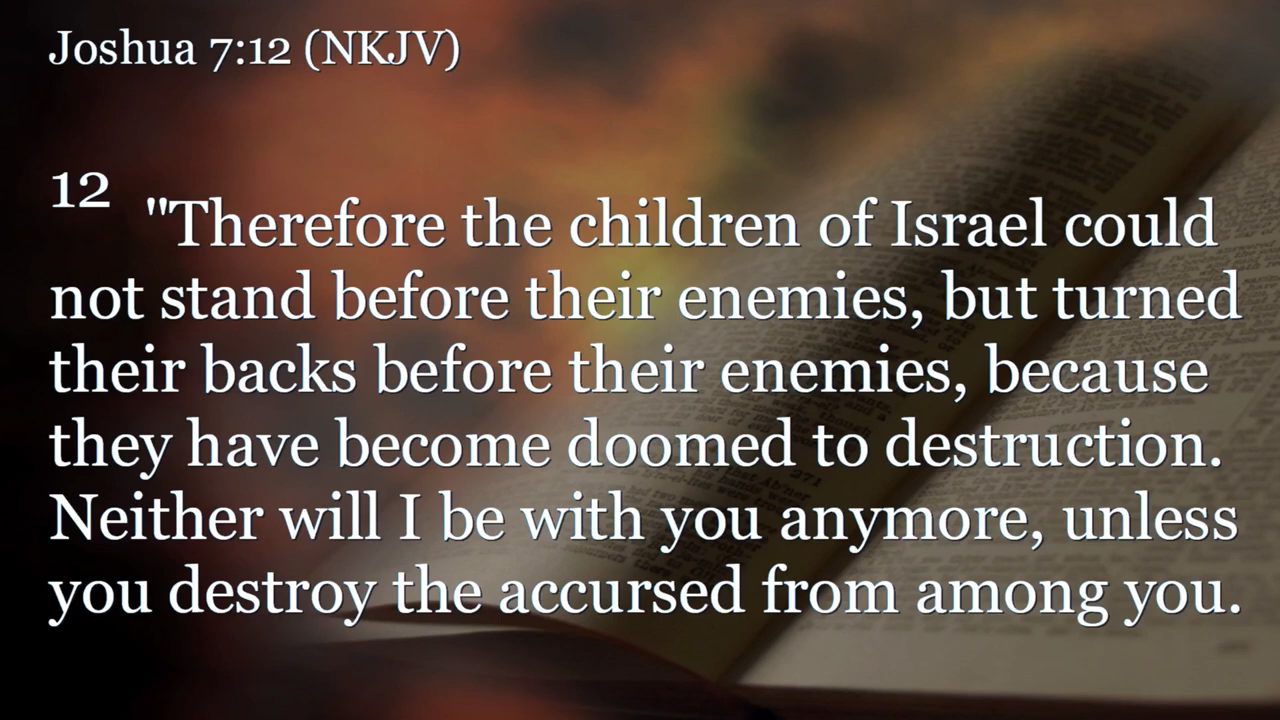 Joshua 7:12 (NKJV)
12 "Therefore the children of Israel could
not stand before their enemies, but turned
their backs before their enemies, because
they have become doomed to destruction.
Neither will I be with you anymore, unless
you destroy the accursed from among you.